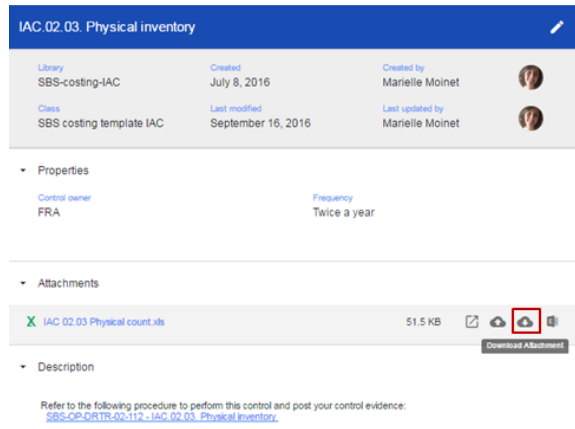 IAC.02.03. Physical inventory
Library Created Created by
SBS-costing-IAC July 8, 2016 Marielle Moinet
Class Last modified Last updated by
SBS costing template IAC September 16, 2016 Marielle Moinet
Properties
Control owner Frequency
FRA Twice a year
Attachments
IAC 02.03 Physical count.xls 51.5 KB
Download Attachment
Description
Refer to the following procedure to perform this control and post your control evidence:
SBS-OP-DRTR-02-112 - IAC.02.03. Physical inventory